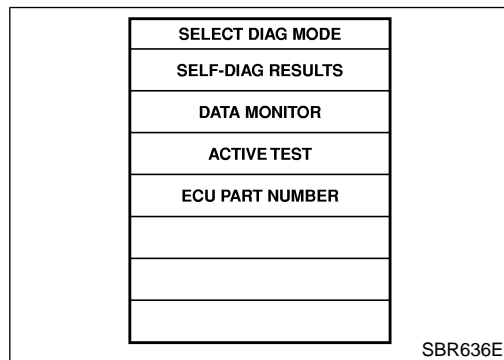 SELECT DIAG MODE
SELF-DIAG RESULTS
DATA MONITOR
ACTIVE TEST
ECU PART NUMBER
SBR636E